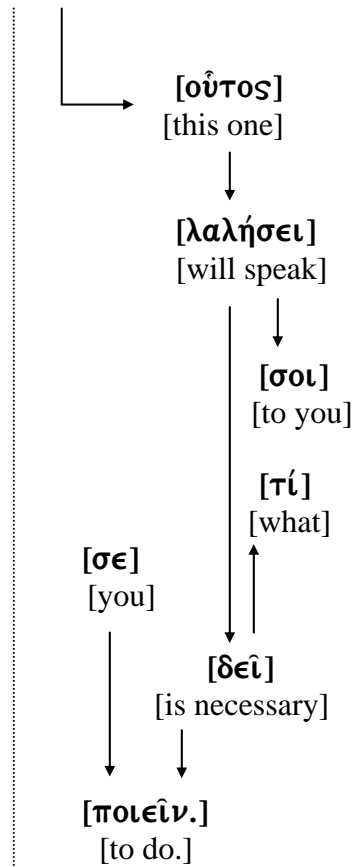 [οὗτος]
[this one]
[λαλήσει]
[will speak]
[σοι]
[to you]
[τί]
[what]
[σε]
[you]
[δεῖ]
[is necessary]
[ποιεῖν.]
[to do.]